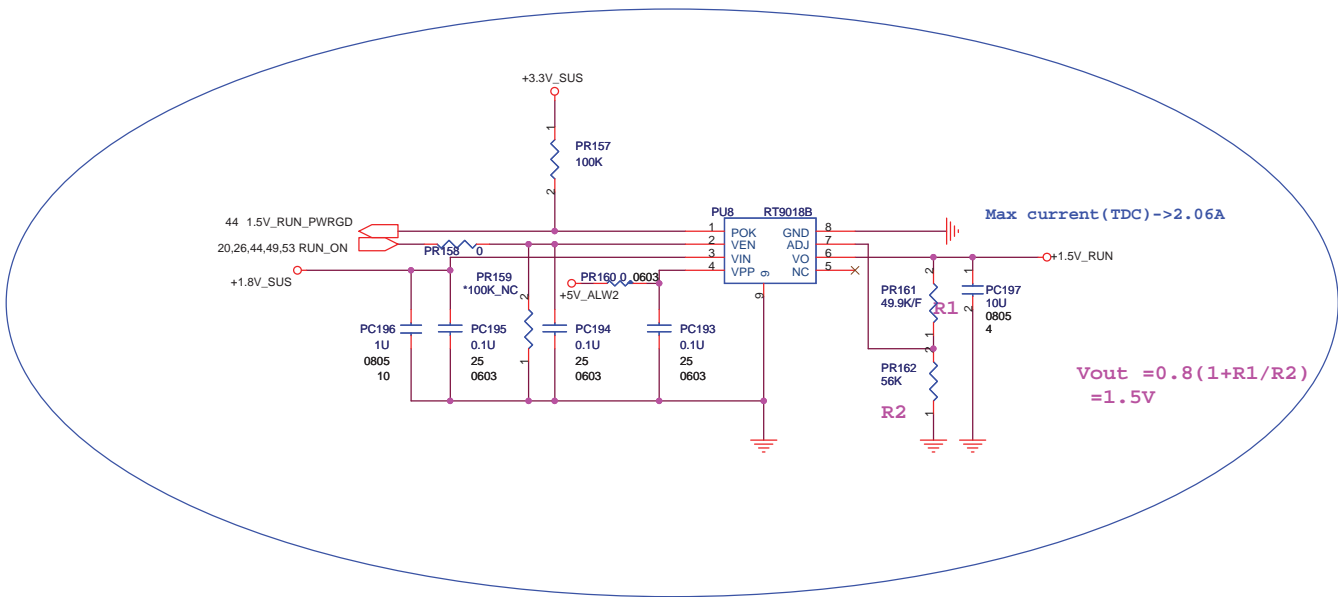 +3.3V_SUS
1
PR157
100K
2
44 1.5V_RUN_PWRGD
20,26,44,49,53 RUN_ON
PR158 0
+1.8V_SUS
PU8 RT9018B
1 POK GND 8
2 VEN ADJ 7
3 VIN VO 6
4 VPP 9 NC 5
9
Max current(TDC)->2.06A
+1.5V_RUN
PR159
*100K_NC
2
1
PR160 0 0603
+5V_ALW2
PC196
1U
0805
10
PC195
0.1U
25
0603
PC194
0.1U
25
0603
PC193
0.1U
25
0603
2
PR161
49.9K/F
R1
1
1
PC197
10U
0805
4
2
2
PR162
56K
R2
1
Vout =0.8(1+R1/R2)
=1.5V